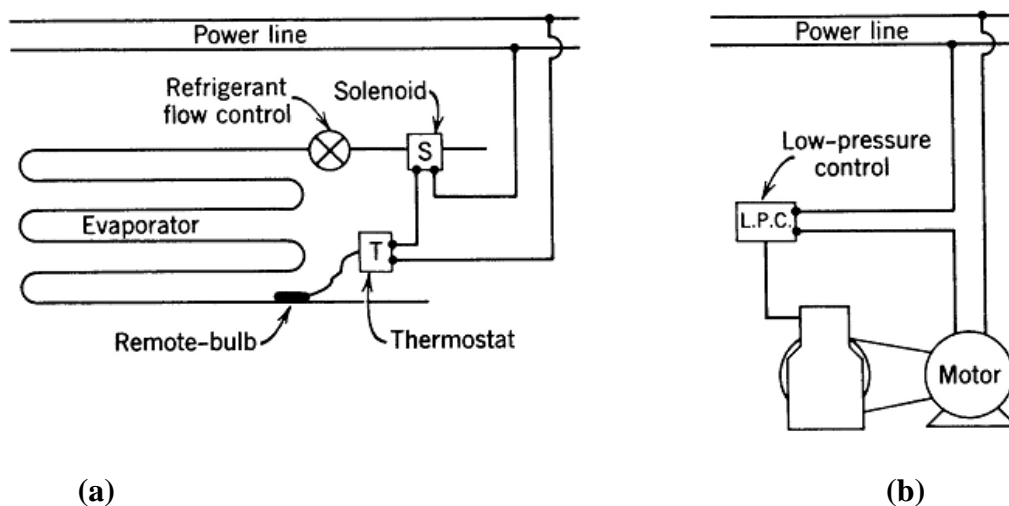 Power line
Refrigerant
flow control
Solenoid
S
Evaporator
T
Remote-bulb
Thermostat
(a)
Power line
Low-pressure
control
L.P.C.
Motor
(b)